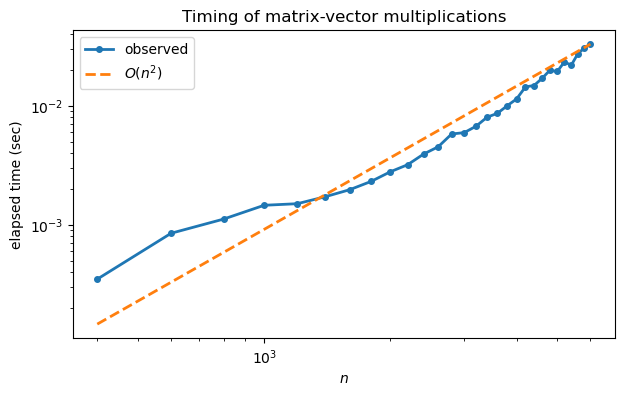 Timing of matrix-vector multiplications
observed
O(n²)
10⁻²
10⁻³
elapsed time (sec)
10³
n